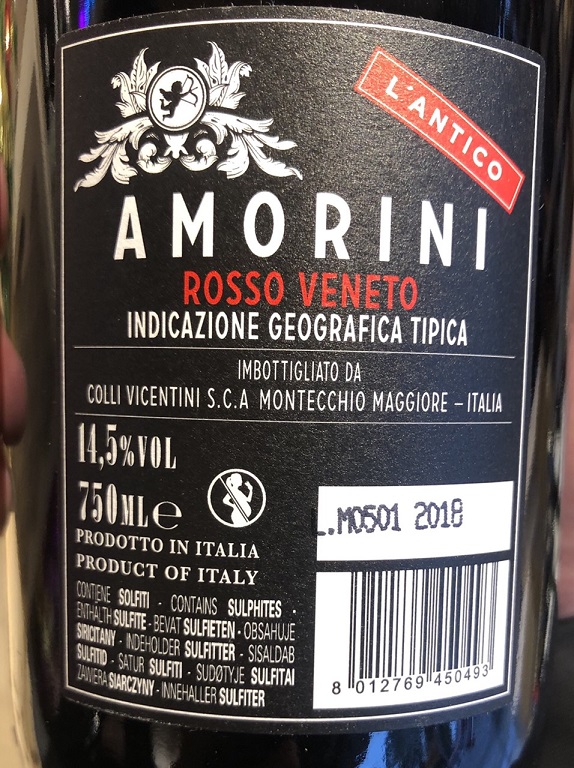 L'ANTICO
AMORINI
ROSSO VENETO
INDICAZIONE GEOGRAFICA TIPICA
IMBOTTIGLIATO DA
COLLI VICENTINI S.C.A MONTECCHIO MAGGIORE – ITALIA
14,5%VOL
750ML e
PRODOTTO IN ITALIA
PRODUCT OF ITALY
CONTIENE SOLFITI - CONTAINS SULPHITES -
ENTHÄLT SULFITE - BEVAT SULFIETEN - OBSAHUJE
SIRICITANY - INDEHOLDER SULFITTER - SISALDAB
SULFITID - SATUR SULFITI - SUDĖTYJE SULFITAI
ZAWIERA SIARCZYNY - INNEHALLER SULFITER
L.M0501 2018
8 012769 450493